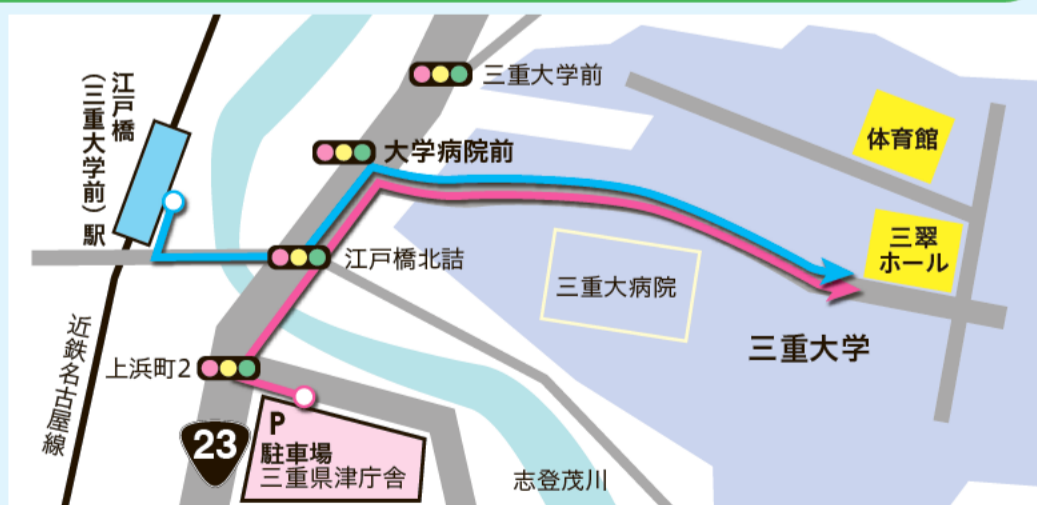 三重大学前
江戸橋
（三重大学前）駅
大学病院前
体育館
三翠
ホール
江戸橋北詰
三重大病院
三重大学
近鉄名古屋線
上浜町2
23
P
駐車場
三重県津庁舎
志登茂川